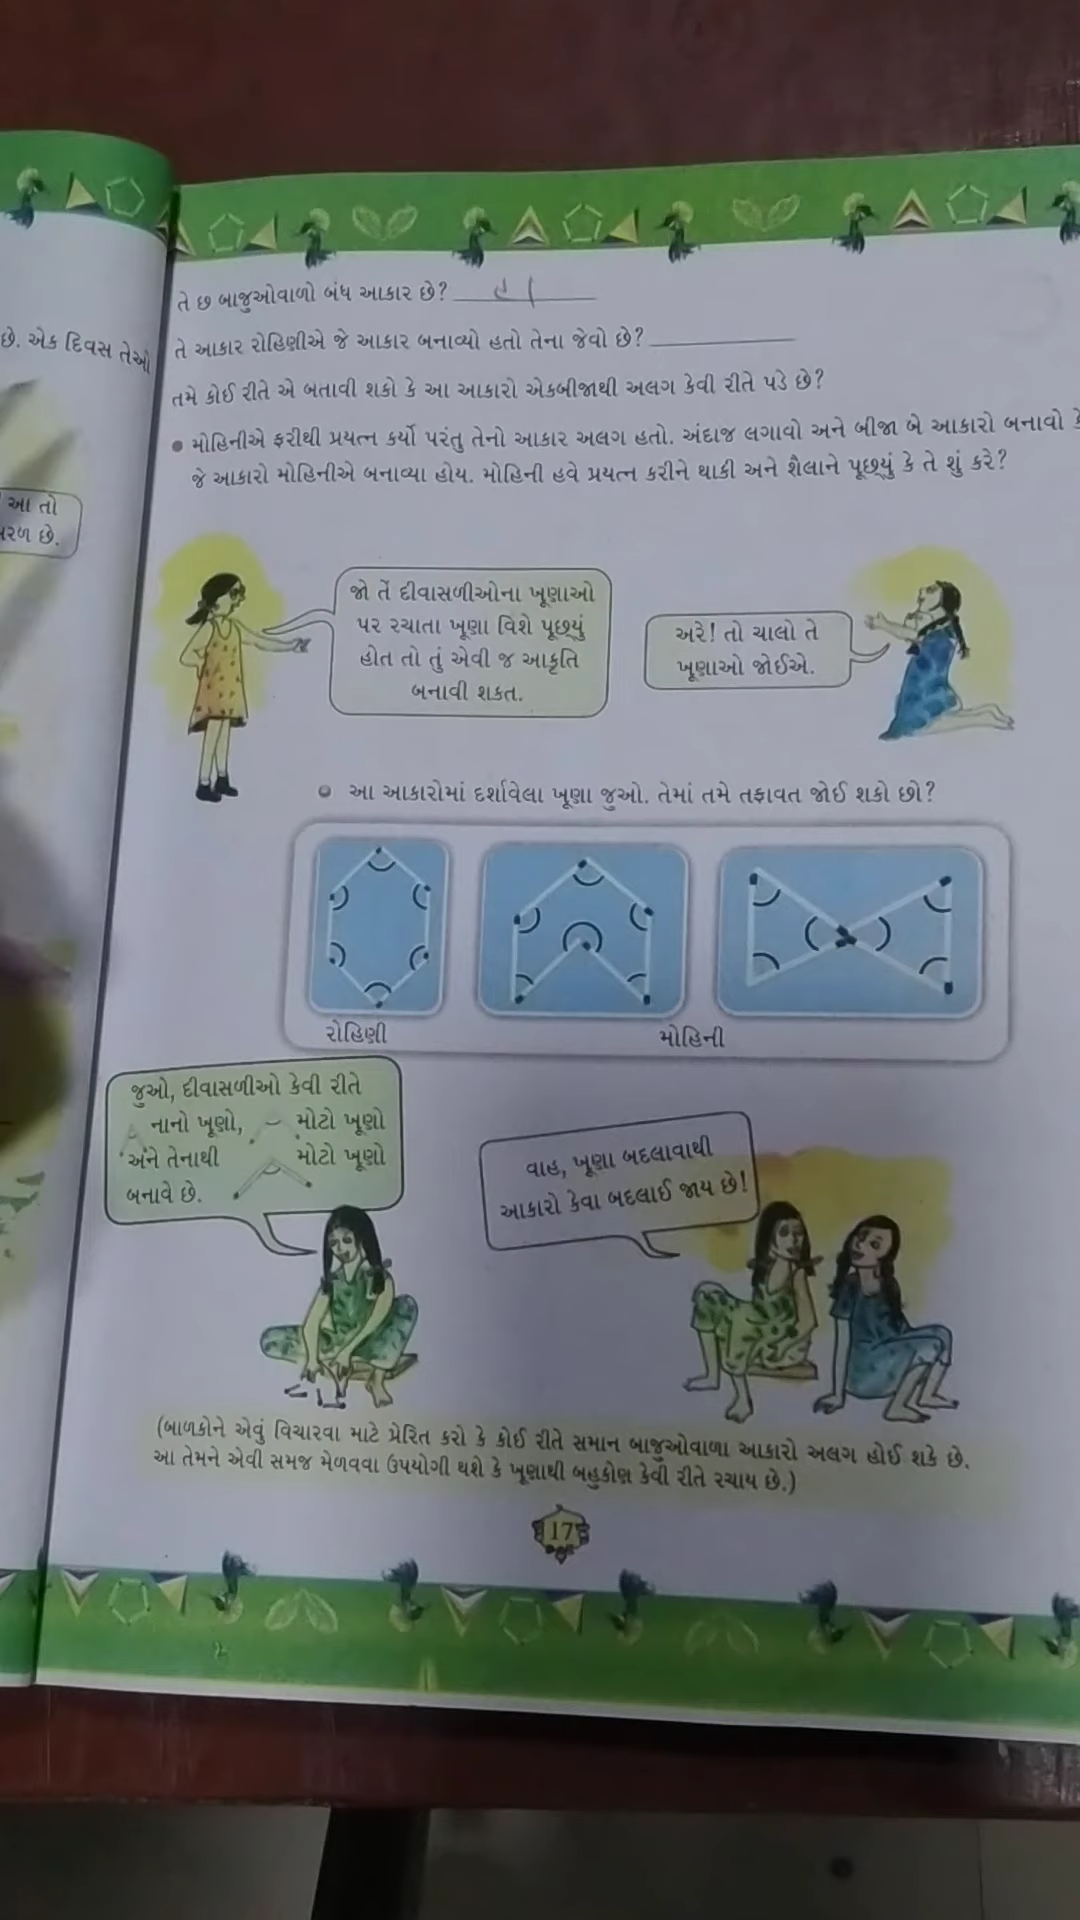 તે છ બાજુઓવાળો બંધ આકાર છે? હા
છે. એક દિવસ તેઓ
તે આકાર રોહિણીએ જે આકાર બનાવ્યો હતો તેના જેવો છે?
તમે કોઈ રીતે એ બતાવી શકો કે આ આકારો એકબીજાથી અલગ કેવી રીતે પડે છે?
મોહિનીએ ફરીથી પ્રયત્ન કર્યો પરંતુ તેનો આકાર અલગ હતો. અંદાજ લગાવો અને બીજા બે આકારો બનાવો
જે આકારો મોહિનીએ બનાવ્યા હોય. મોહિની હવે પ્રયત્ન કરીને થાકી અને શૈલાને પૂછ્યું કે તે શું કરે?
આ તો
છે.
જો તેં દીવાસળીઓના ખૂણાઓ
પર રચાતા ખૂણા વિશે પૂછ્યું
હોત તો તું એવી જ આકૃતિ
બનાવી શકત.
અરે! તો ચાલો તે
ખૂણાઓ જોઈએ.
આ આકારોમાં દર્શાવેલા ખૂણા જુઓ. તેમાં તમે તફાવત જોઈ શકો છો?
રોહિણી
મોહિની
જુઓ, દીવાસળીઓ કેવી રીતે
નાનો ખૂણો, મોટો ખૂણો
અને તેનાથી મોટો ખૂણો
બનાવે છે.
વાહ, ખૂણા બદલાવાથી
આકારો કેવા બદલાઈ જાય છે!
(બાળકોને એવું વિચારવા માટે પ્રેરિત કરો કે કોઈ રીતે સમાન બાજુઓવાળા આકારો અલગ હોઈ શકે છે.
આ તેમને એવી સમજ મેળવવા ઉપયોગી થશે કે ખૂણાથી બહુકોણ કેવી રીતે રચાય છે.)
17